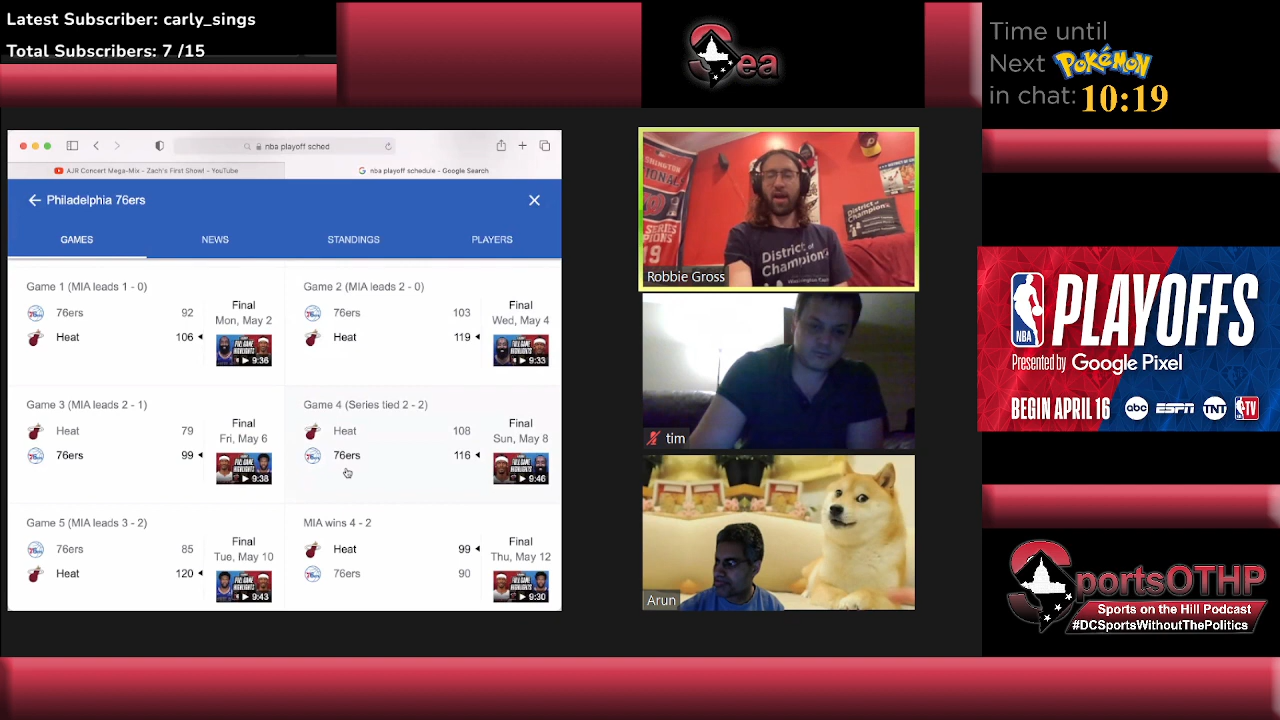 Latest Subscriber: carly_sings
Total Subscribers: 7 /15
Sea
Time until
Next POKéMON
in chat: 10:19
nba playoff sched
AJR Concert Mega-Mix - Zach's First Show! - YouTube
nba playoff schedule - Google Search
Philadelphia 76ers
GAMES NEWS STANDINGS PLAYERS
Game 1 (MIA leads 1 - 0)
76ers 92
Heat 106
Final
Mon, May 2
9:36
Game 2 (MIA leads 2 - 0)
76ers 103
Heat 119
Final
Wed, May 4
9:33
Game 3 (MIA leads 2 - 1)
Heat 79
76ers 99
Final
Fri, May 6
9:38
Game 4 (Series tied 2 - 2)
Heat 108
76ers 116
Final
Sun, May 8
9:46
Game 5 (MIA leads 3 - 2)
76ers 85
Heat 120
Final
Tue, May 10
9:43
MIA wins 4 - 2
Heat 99
76ers 90
Final
Thu, May 12
9:30
District of
Champions
Robbie Gross
tim
Arun
NBA
PLAYOFFS
Presented by Google Pixel
BEGIN APRIL 16
abc ESPN TNT NBA TV
SportsOTHP
Sports on the Hill Podcast
#DCSportsWithoutThePolitics